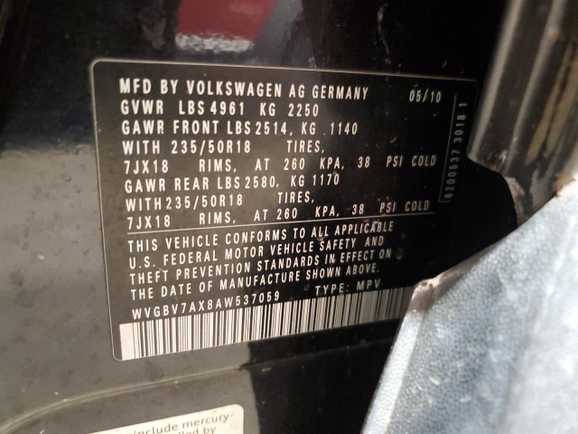 MFD BY VOLKSWAGEN AG GERMANY 05/10
GVWR LBS 4961 KG 2250
GAWR FRONT LBS 2514, KG 1140
WITH 235/50R18 TIRES,
7JX18 RIMS, AT 260 KPA, 38 PSI COLD
GAWR REAR LBS 2580, KG 1170
WITH 235/50R18 TIRES,
7JX18 RIMS, AT 260 KPA, 38 PSI COLD
THIS VEHICLE CONFORMS TO ALL APPLICABLE
U.S. FEDERAL MOTOR VEHICLE SAFETY AND
THEFT PREVENTION STANDARDS IN EFFECT ON
THE DATE OF MANUFACTURE SHOWN ABOVE.
WVGBV7AX8AW537059 TYPE: MPV
include mercury-